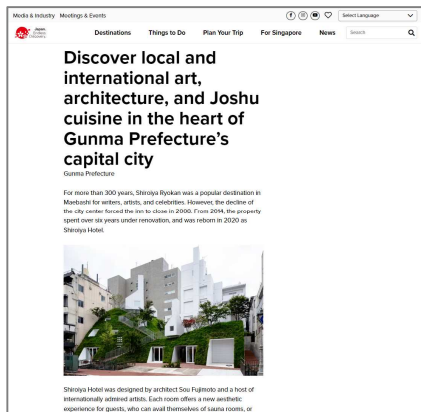 Media & Industry Meetings & Events
Select Language
Japan.
Endless
Discovery.
Destinations Things to Do Plan Your Trip For Singapore News
Search
Discover local and
international art,
architecture, and Joshu
cuisine in the heart of
Gunma Prefecture's
capital city
Gunma Prefecture
For more than 300 years, Shiroiya Ryokan was a popular destination in
Maebashi for writers, artists, and celebrities. However, the decline of
the city center forced the inn to close in 2000. From 2014, the property
spent over six years under renovation, and was reborn in 2020 as
Shiroiya Hotel.
Shiroiya Hotel was designed by architect Sou Fujimoto and a host of
internationally admired artists. Each room offers a new aesthetic
experience for guests, who can avail themselves of sauna rooms, or